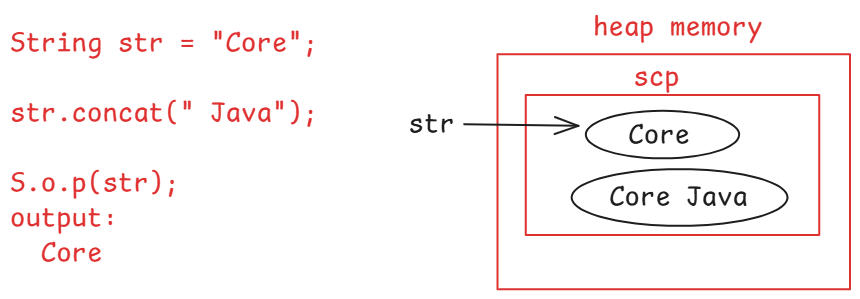 String str = "Core";
str.concat(" Java");
S.o.p(str);
output:
Core
heap memory
scp
str
Core
Core Java